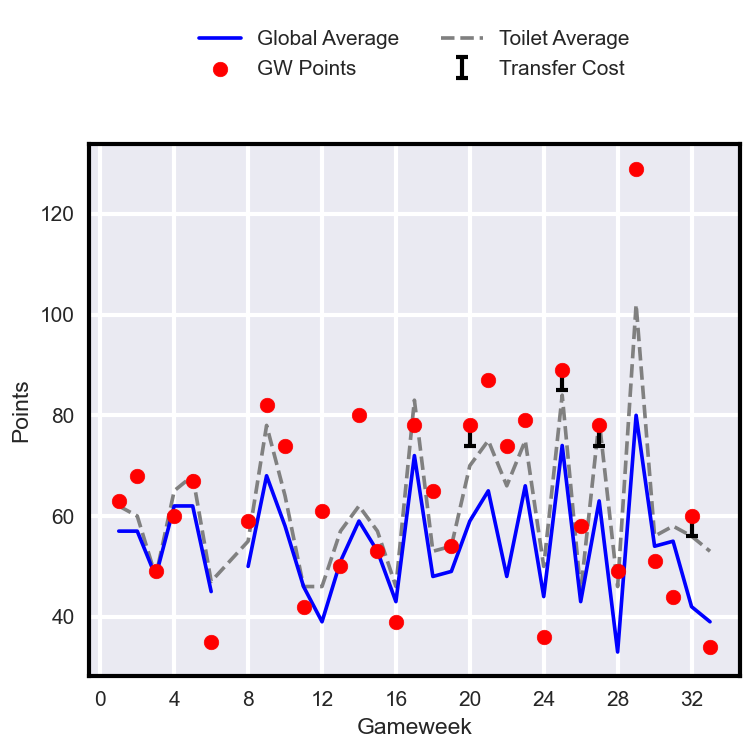 Global Average
Toilet Average
GW Points
Transfer Cost
120
100
80
60
40
Points
0 4 8 12 16 20 24 28 32
Gameweek